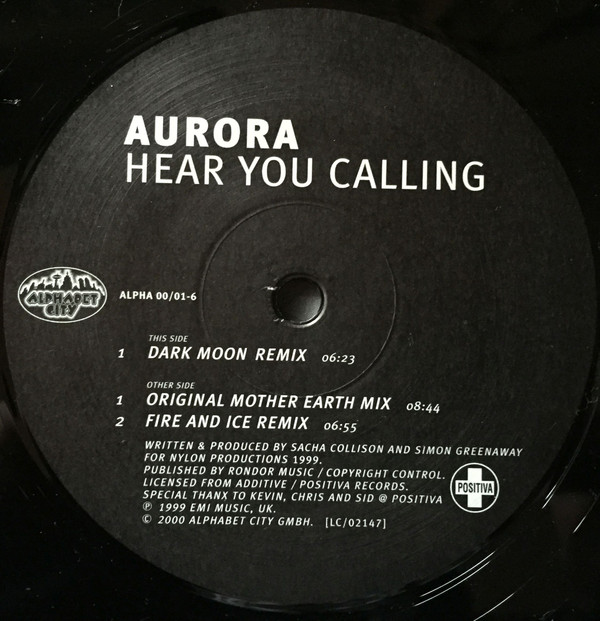 AURORA
HEAR YOU CALLING
ALPHABET CITY
ALPHA 00/01-6
THIS SIDE
1 DARK MOON REMIX 06:23
OTHER SIDE
1 ORIGINAL MOTHER EARTH MIX 08:44
2 FIRE AND ICE REMIX 06:55
WRITTEN & PRODUCED BY SACHA COLLISON AND SIMON GREENAWAY
FOR NYLON PRODUCTIONS 1999.
PUBLISHED BY RONDOR MUSIC / COPYRIGHT CONTROL.
LICENSED FROM ADDITIVE / POSITIVA RECORDS.
SPECIAL THANX TO KEVIN, CHRIS AND SID @ POSITIVA
℗ 1999 EMI MUSIC, UK.
© 2000 ALPHABET CITY GMBH. [LC/02147]
POSITIVA